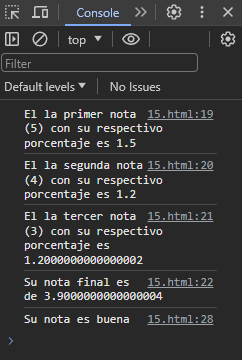 Console
top
Filter
Default levels No Issues
El la primer nota 15.html:19
(5) con su respectivo
porcentaje es 1.5
El la segunda nota 15.html:20
(4) con su respectivo
porcentaje es 1.2
El la tercer nota 15.html:21
(3) con su respectivo
porcentaje es
1.2000000000000002
Su nota final es 15.html:22
de 3.9000000000000004
Su nota es buena 15.html:28